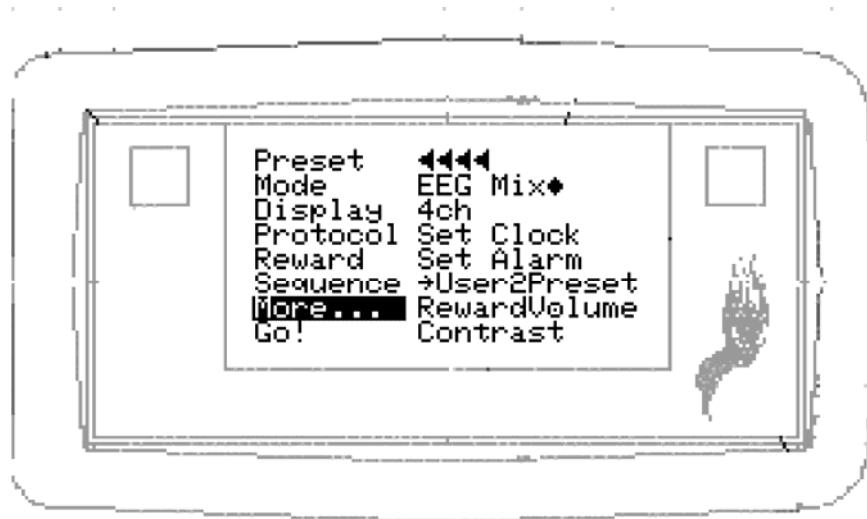 Preset ◀◀◀◀
Mode EEG Mix◆
Display 4ch
Protocol Set Clock
Reward Set Alarm
Sequence →User2Preset
More... RewardVolume
Go! Contrast